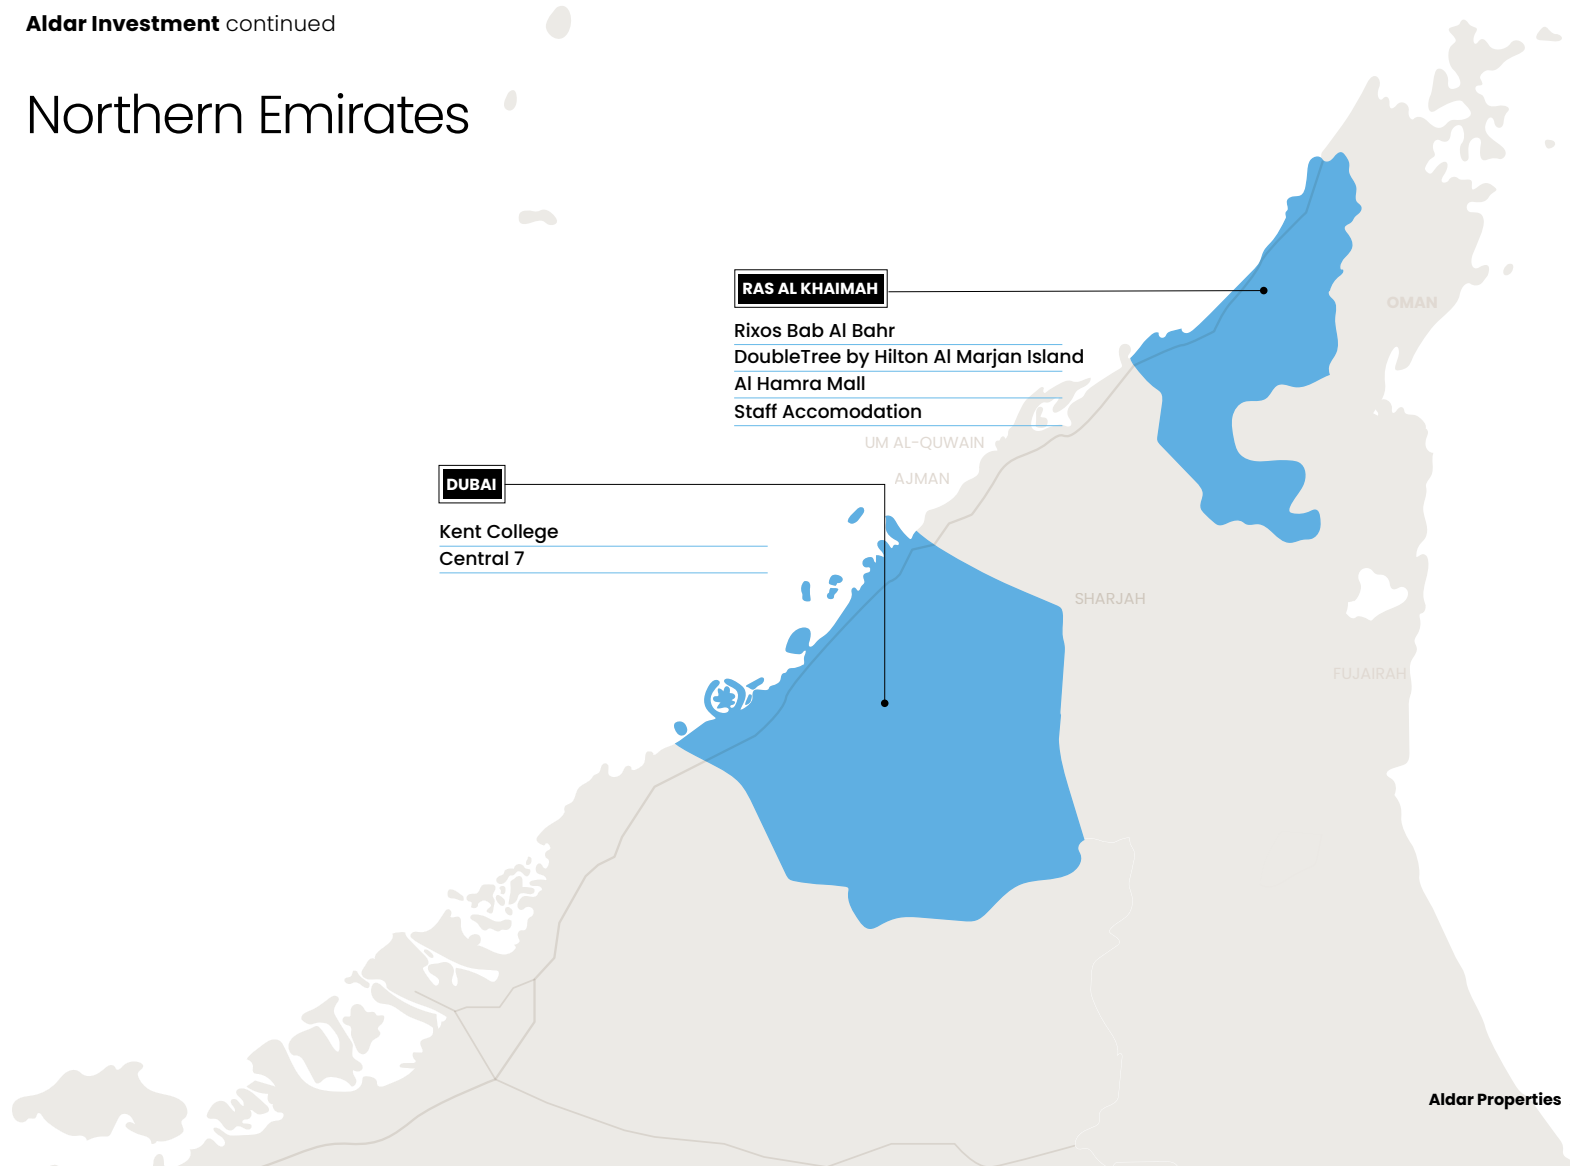 Aldar Investment continued
Northern Emirates
RAS AL KHAIMAH
Rixos Bab Al Bahr
DoubleTree by Hilton Al Marjan Island
Al Hamra Mall
Staff Accomodation
OMAN
UM AL-QUWAIN
AJMAN
DUBAI
Kent College
Central 7
SHARJAH
FUJAIRAH
Aldar Properties